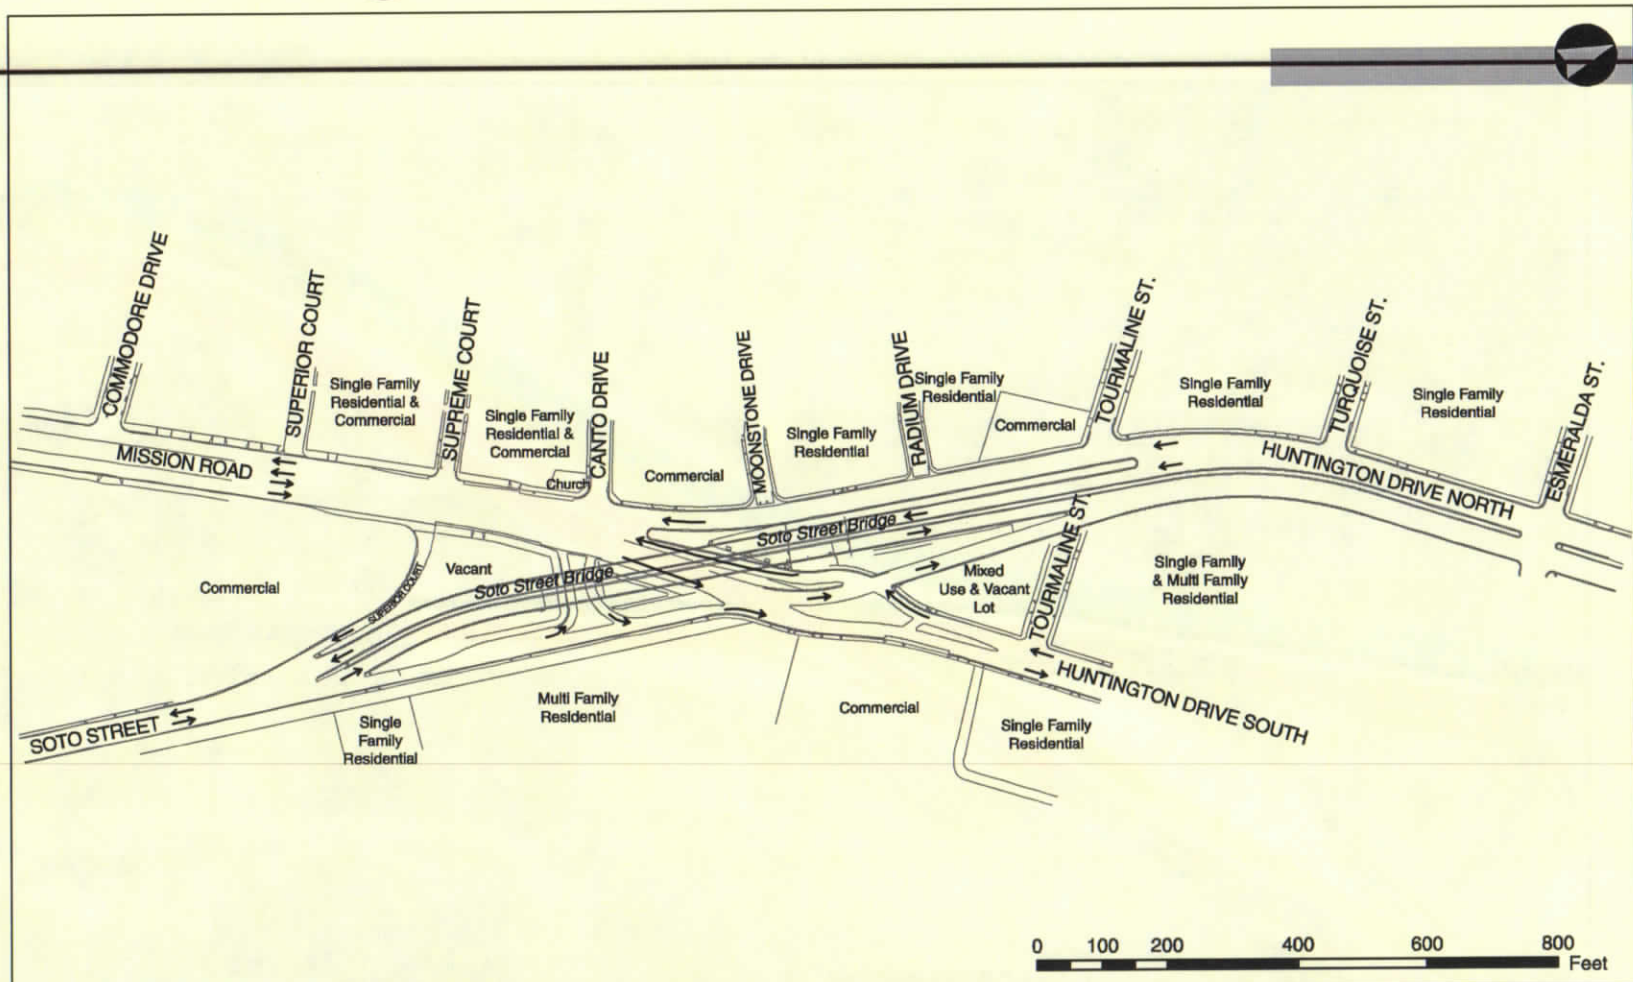 COMMODORE DRIVE
SUPERIOR COURT
SUPREME COURT
CANTO DRIVE
MOONSTONE DRIVE
RADIUM DRIVE
TOURMALINE ST.
TURQUOISE ST.
ESMERALDA ST.
Single Family
Residential &
Commercial
Single Family
Residential &
Commercial
Church
Commercial
Single Family
Residential
Single Family
Residential
Commercial
Single Family
Residential
Single Family
Residential
MISSION ROAD
HUNTINGTON DRIVE NORTH
Soto Street Bridge
Soto Street Bridge
Commercial
Vacant
SUPERIOR COURT
Mixed
Use & Vacant
Lot
TOURMALINE ST.
Single Family
& Multi Family
Residential
SOTO STREET
Single
Family
Residential
Multi Family
Residential
Commercial
Single Family
Residential
HUNTINGTON DRIVE SOUTH
0 100 200 400 600 800
Feet